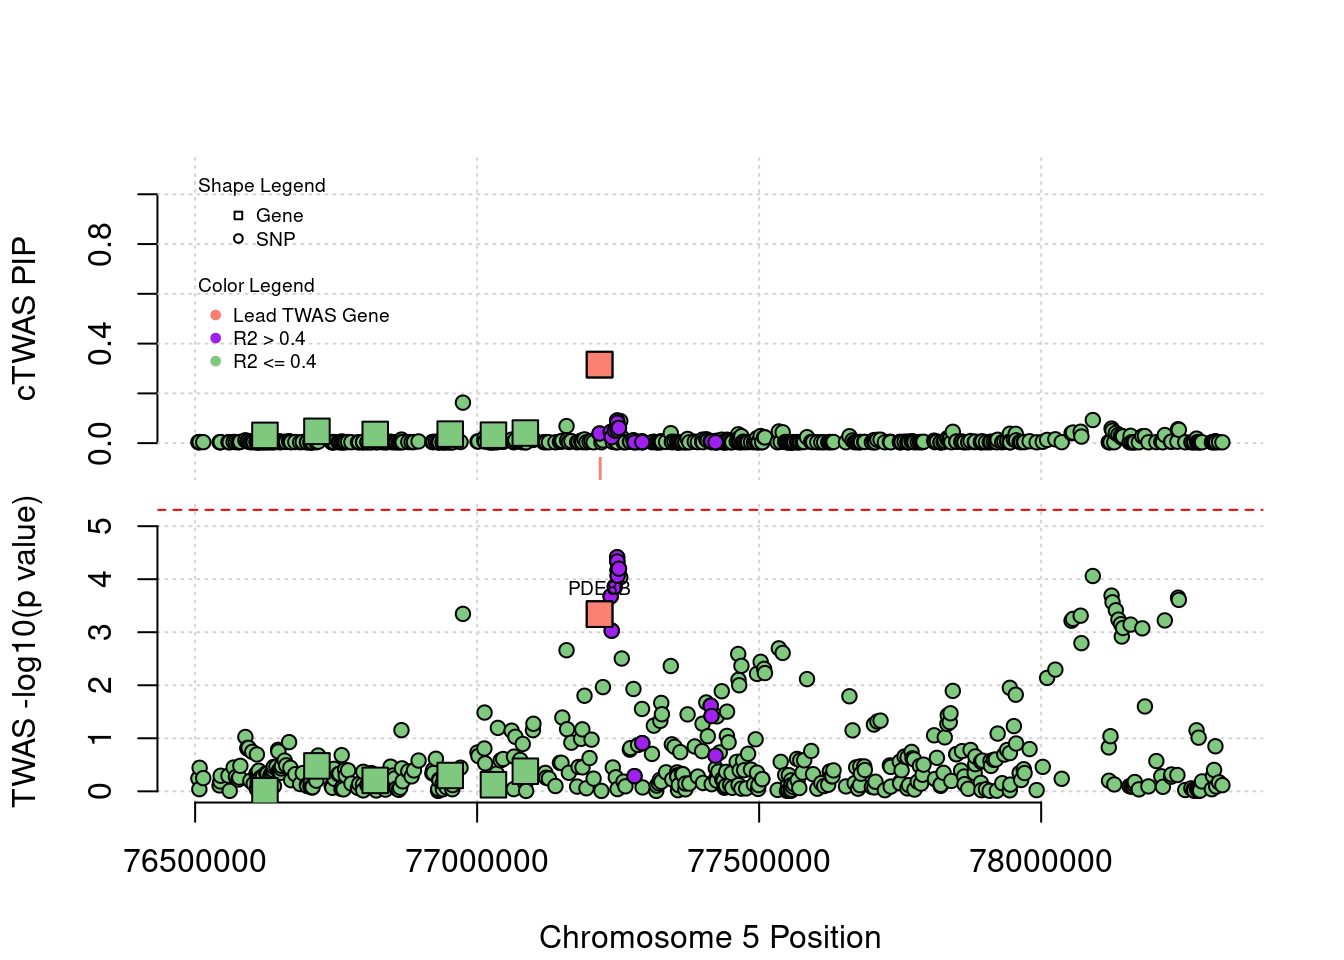 Shape Legend
Gene
SNP
Color Legend
Lead TWAS Gene
R2 > 0.4
R2 <= 0.4
cTWAS PIP
0.8
0.4
0.0
TWAS -log10(p value)
5
4
3
2
1
0
76500000 77000000 77500000 78000000
Chromosome 5 Position